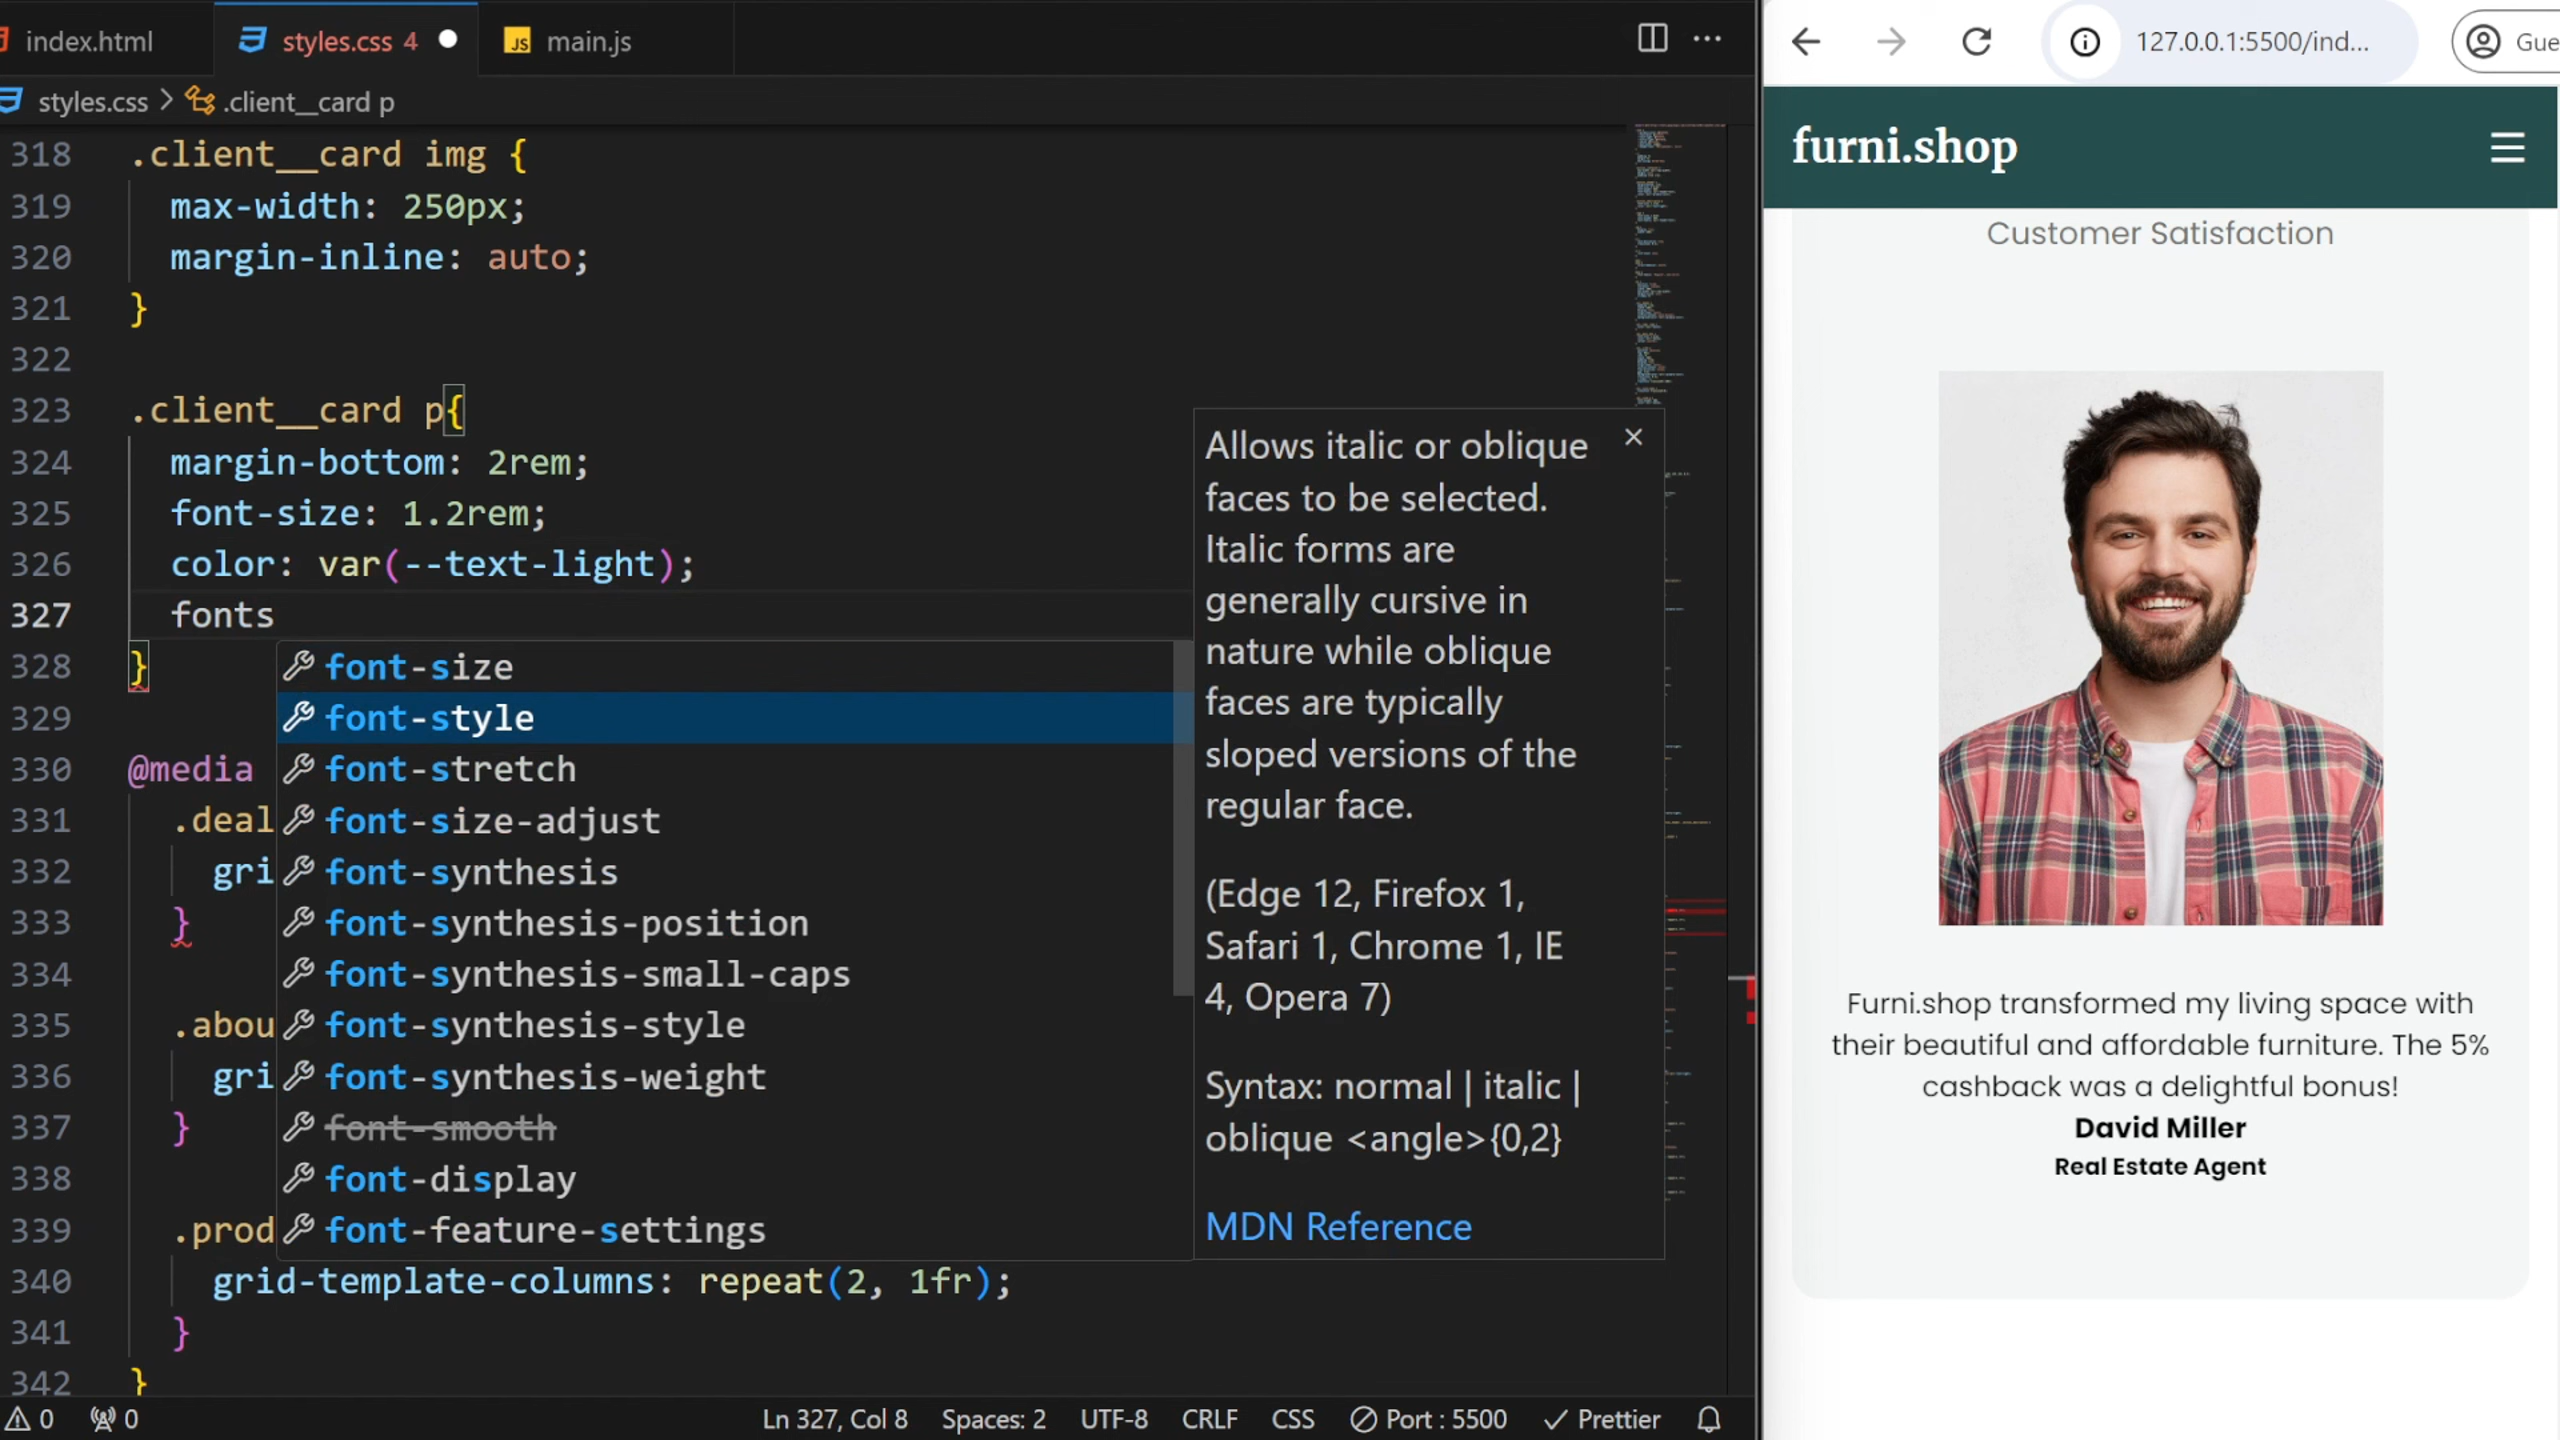 index.html
styles.css 4
JS main.js
styles.css > .client__card p
318 .client__card img {
319 max-width: 250px;
320 margin-inline: auto;
321 }
322
323 .client__card p{
324 margin-bottom: 2rem;
325 font-size: 1.2rem;
326 color: var(--text-light);
327 fonts
328 }
329
330 @media
331 .deal
332 gri
333 }
334
335 .abou
336 gri
337 }
338
339 .prod
340 grid-template-columns: repeat(2, 1fr);
341 }
342 }
font-size
font-style
font-stretch
font-size-adjust
font-synthesis
font-synthesis-position
font-synthesis-small-caps
font-synthesis-style
font-synthesis-weight
font-smooth
font-display
font-feature-settings
Allows italic or oblique
faces to be selected.
Italic forms are
generally cursive in
nature while oblique
faces are typically
sloped versions of the
regular face.
(Edge 12, Firefox 1,
Safari 1, Chrome 1, IE
4, Opera 7)
Syntax: normal | italic |
oblique <angle>{0,2}
MDN Reference
0 0 Ln 327, Col 8 Spaces: 2 UTF-8 CRLF CSS Port : 5500 Prettier
127.0.0.1:5500/ind...
Gue
furni.shop
Customer Satisfaction
Furni.shop transformed my living space with
their beautiful and affordable furniture. The 5%
cashback was a delightful bonus!
David Miller
Real Estate Agent